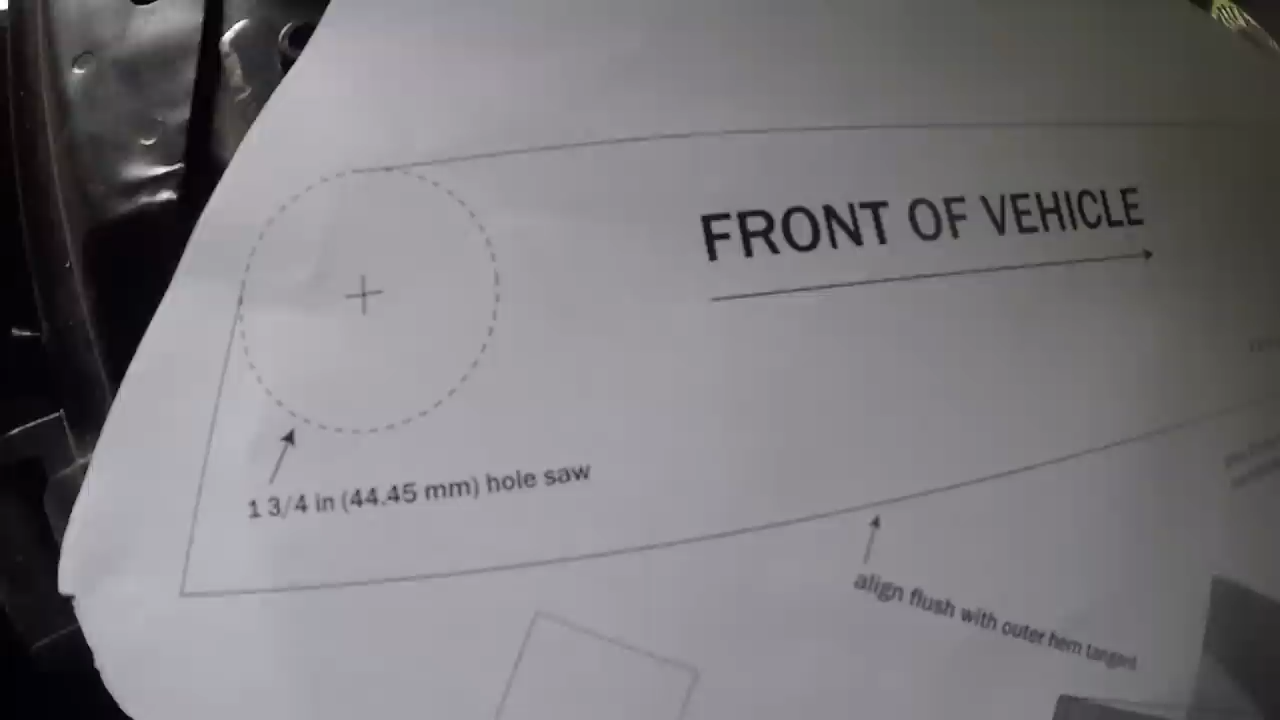 FRONT OF VEHICLE
1 3/4 in (44.45 mm) hole saw
align flush with outer hem tangent